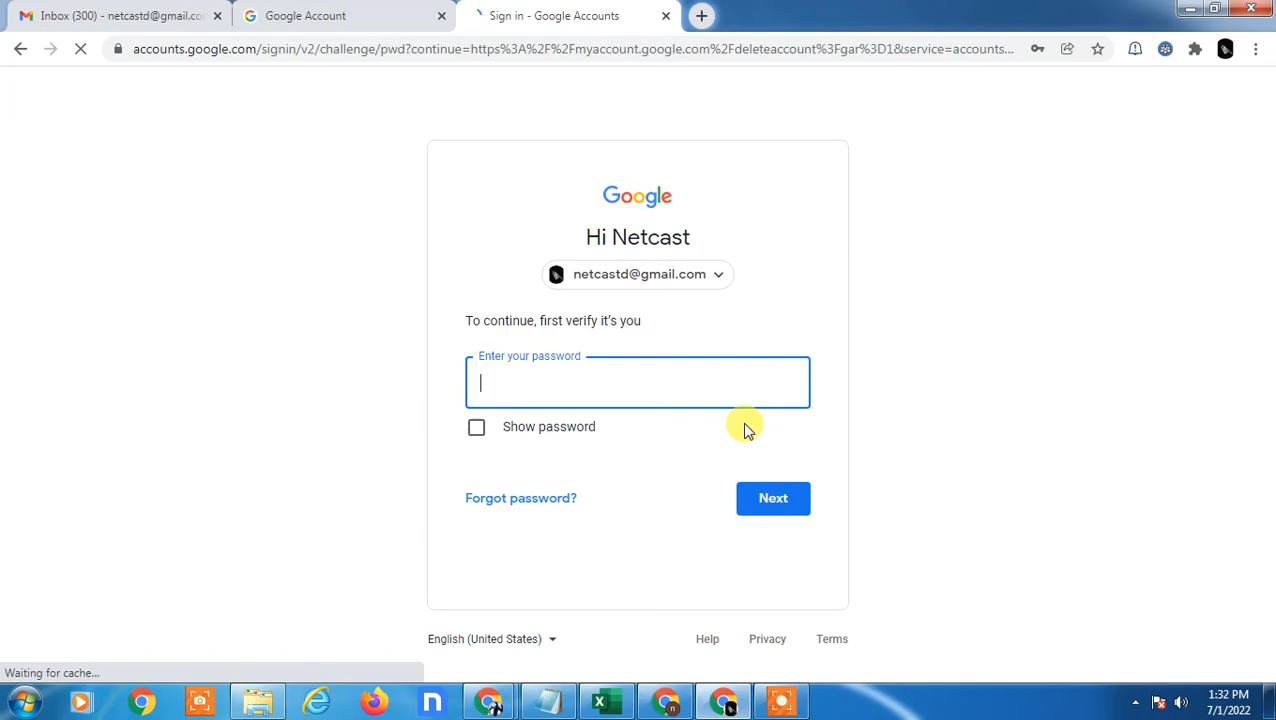 Inbox (300) - netcastd@gmail.co
Google Account
Sign in - Google Accounts
accounts.google.com/signin/v2/challenge/pwd?continue=https%3A%2F%2Fmyaccount.google.com%2Fdeleteaccount%3Fgar%3D1&service=accounts...
Google
Hi Netcast
netcastd@gmail.com
To continue, first verify it's you
Enter your password
Show password
Forgot password?
Next
English (United States)
Help
Privacy
Terms
Waiting for cache...
1:32 PM
7/1/2022